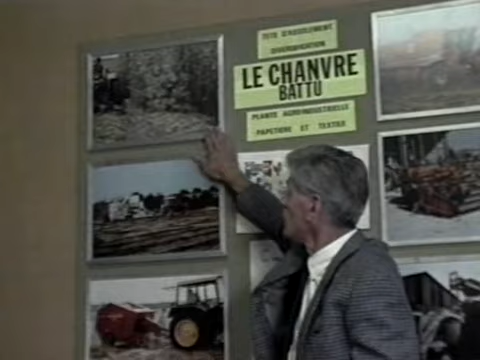 TETE D'ASSOLEMENT
DIVERSIFICATION
LE CHANVRE
BATTU
PLANTE AGRO-INDUSTRIELLE
PAPETIERE ET TEXTILE